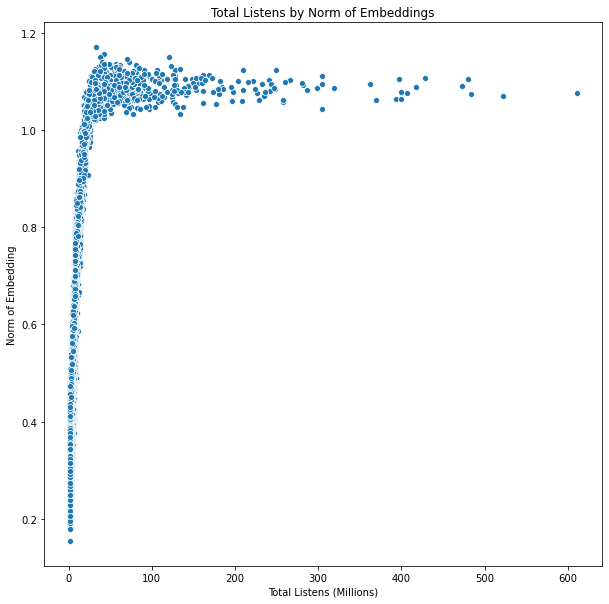 Total Listens by Norm of Embeddings
1.2
1.0
0.8
0.6
0.4
0.2
Norm of Embedding
0 100 200 300 400 500 600
Total Listens (Millions)